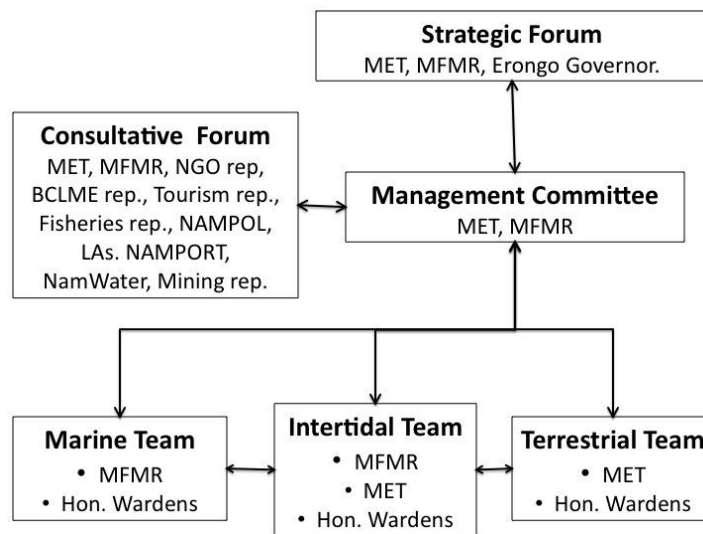 Strategic Forum
MET, MFMR, Erongo Governor.
Consultative Forum
MET, MFMR, NGO rep,
BCLME rep., Tourism rep.,
Fisheries rep., NAMPOL,
LAs. NAMPORT,
NamWater, Mining rep.
Management Committee
MET, MFMR
Marine Team
• MFMR
• Hon. Wardens
Intertidal Team
• MFMR
• MET
• Hon. Wardens
Terrestrial Team
• MET
• Hon. Wardens